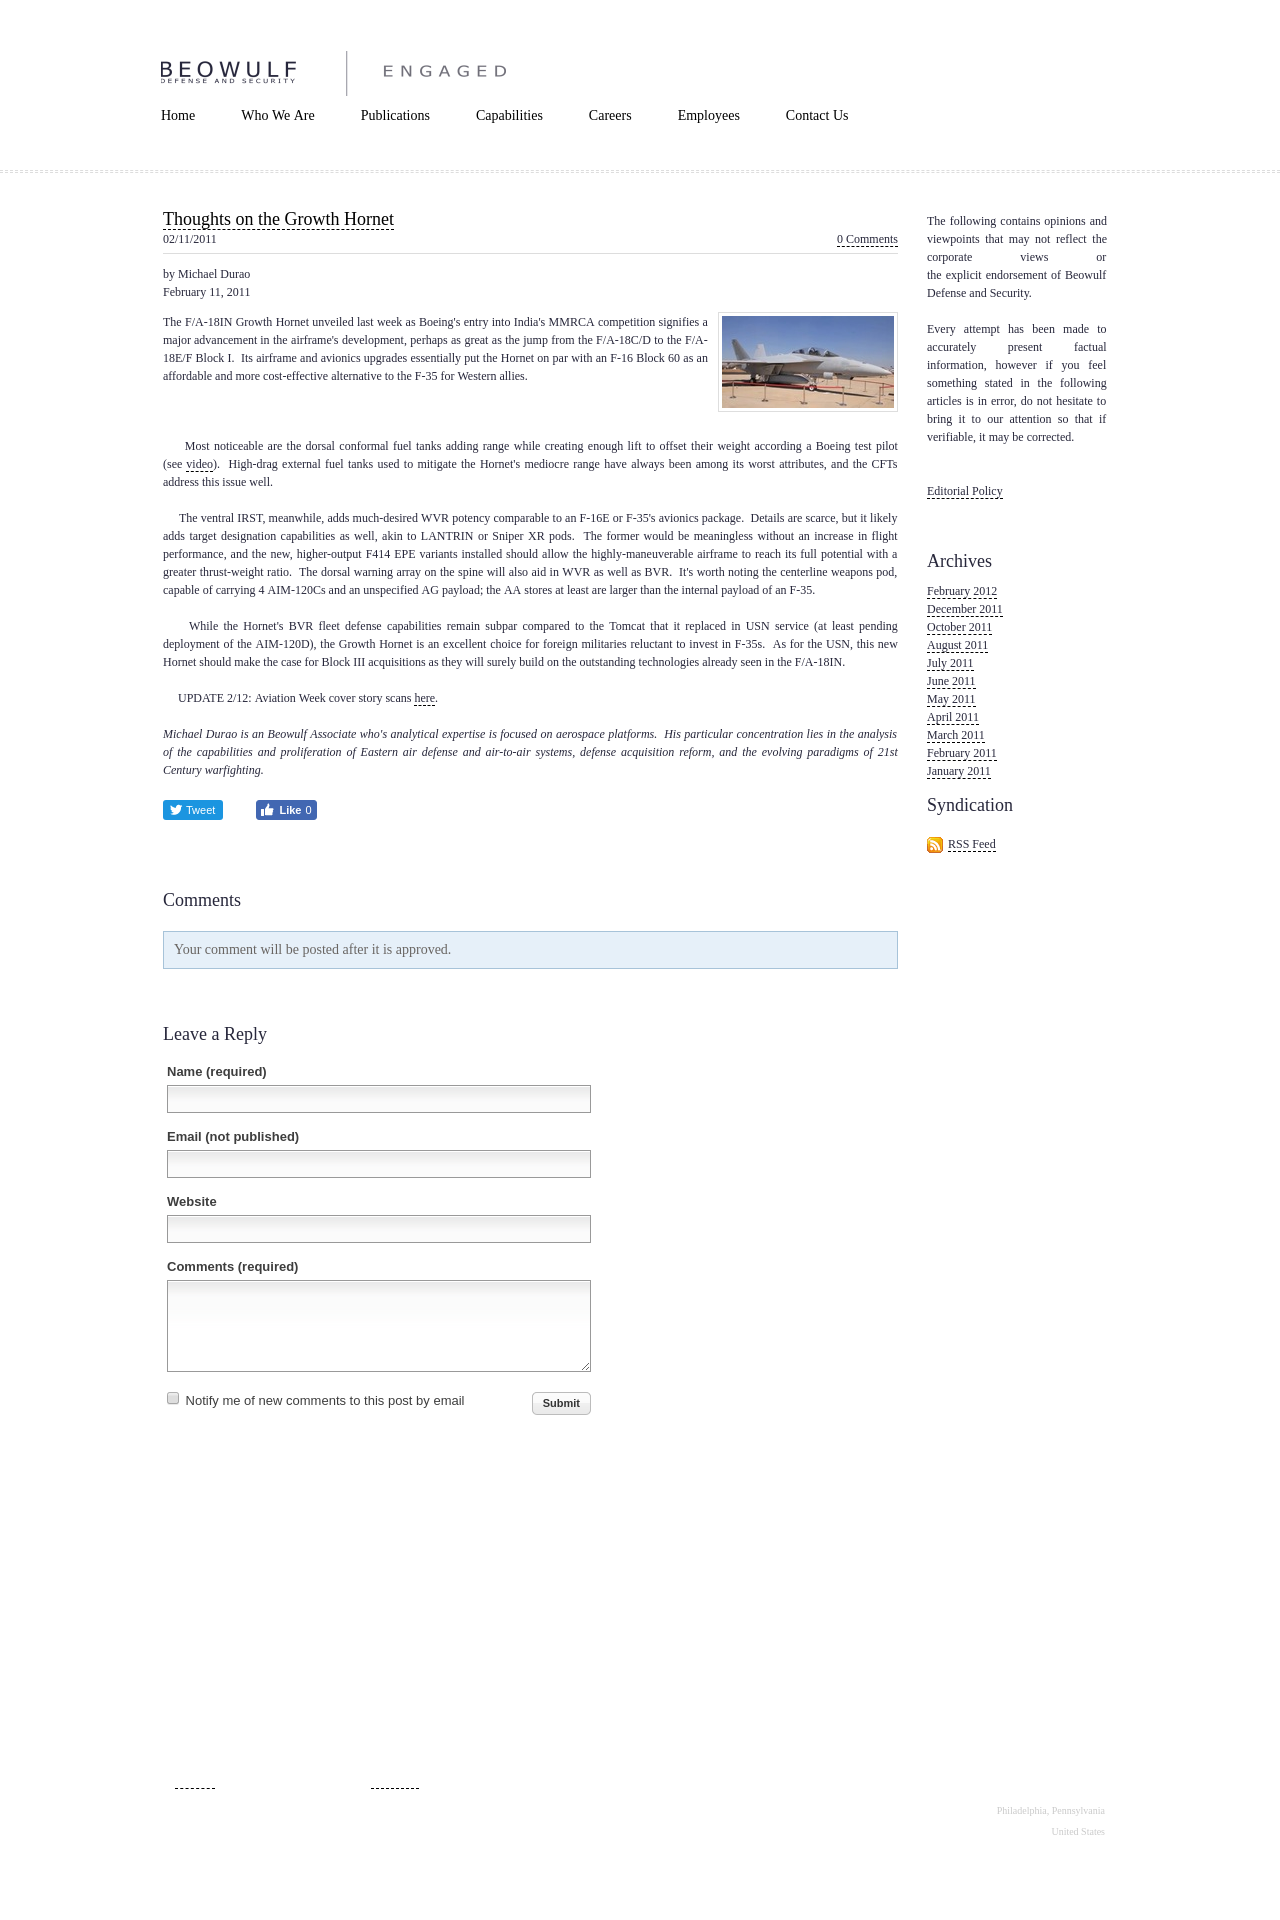 BEOWULF
DEFENSE AND SECURITY
ENGAGED
Home Who We Are Publications Capabilities Careers Employees Contact Us
Thoughts on the Growth Hornet
02/11/2011
0 Comments
by Michael Durao
February 11, 2011
The F/A-18IN Growth Hornet unveiled last week as Boeing's entry into India's MMRCA competition signifies a
major advancement in the airframe's development, perhaps as great as the jump from the F/A-18C/D to the F/A-
18E/F Block I.  Its airframe and avionics upgrades essentially put the Hornet on par with an F-16 Block 60 as an
affordable and more cost-effective alternative to the F-35 for Western allies.
Most noticeable are the dorsal conformal fuel tanks adding range while creating enough lift to offset their weight according a Boeing test pilot
(see video).  High-drag external fuel tanks used to mitigate the Hornet's mediocre range have always been among its worst attributes, and the CFTs
address this issue well.
The ventral IRST, meanwhile, adds much-desired WVR potency comparable to an F-16E or F-35's avionics package.  Details are scarce, but it likely
adds target designation capabilities as well, akin to LANTRIN or Sniper XR pods.  The former would be meaningless without an increase in flight
performance, and the new, higher-output F414 EPE variants installed should allow the highly-maneuverable airframe to reach its full potential with a
greater thrust-weight ratio.  The dorsal warning array on the spine will also aid in WVR as well as BVR.  It's worth noting the centerline weapons pod,
capable of carrying 4 AIM-120Cs and an unspecified AG payload; the AA stores at least are larger than the internal payload of an F-35.
While the Hornet's BVR fleet defense capabilities remain subpar compared to the Tomcat that it replaced in USN service (at least pending
deployment of the AIM-120D), the Growth Hornet is an excellent choice for foreign militaries reluctant to invest in F-35s.  As for the USN, this new
Hornet should make the case for Block III acquisitions as they will surely build on the outstanding technologies already seen in the F/A-18IN.
UPDATE 2/12: Aviation Week cover story scans here.
Michael Durao is an Beowulf Associate who's analytical expertise is focused on aerospace platforms.  His particular concentration lies in the analysis
of the capabilities and proliferation of Eastern air defense and air-to-air systems, defense acquisition reform, and the evolving paradigms of 21st
Century warfighting.
Tweet
Like 0
Comments
Your comment will be posted after it is approved.
Leave a Reply
Name (required)
Email (not published)
Website
Comments (required)
Notify me of new comments to this post by email
Submit
The following contains opinions and
viewpoints that may not reflect the
corporate views or
the explicit endorsement of Beowulf
Defense and Security.
Every attempt has been made to
accurately present factual
information, however if you feel
something stated in the following
articles is in error, do not hesitate to
bring it to our attention so that if
verifiable, it may be corrected.
Editorial Policy
Archives
February 2012
December 2011
October 2011
August 2011
July 2011
June 2011
May 2011
April 2011
March 2011
February 2011
January 2011
Syndication
RSS Feed
Philadelphia, Pennsylvania
United States